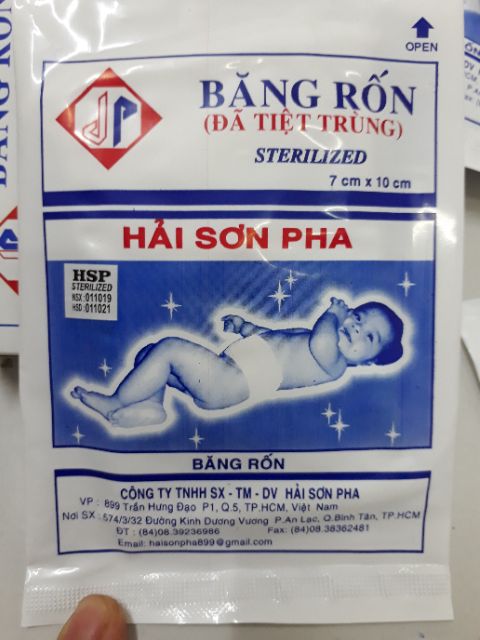 OPEN
JP
BĂNG RỐN
(ĐÃ TIỆT TRÙNG)
STERILIZED
7 cm x 10 cm
HẢI SƠN PHA
HSP
STERILIZED
NSX :011019
HSD :011021
BĂNG RỐN
CÔNG TY TNHH SX - TM - DV HẢI SƠN PHA
VP : 899 Trần Hưng Đạo P1, Q.5, TP.HCM, Việt Nam
Nơi SX : 574/3/32 Đường Kinh Dương Vương P.An Lạc, Q.Bình Tân, TP.HCM
ĐT : (84)08.39236986 Fax: (84)08.38362481
Email: haisonpha899@gmail.com
BĂNG RỐN